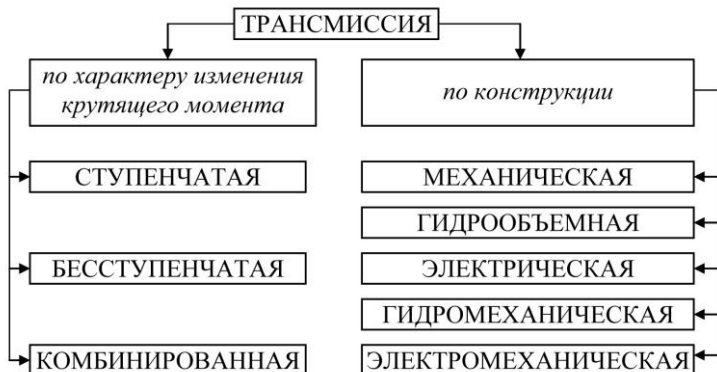 ТРАНСМИССИЯ
по характеру изменения
крутящего момента
по конструкции
СТУПЕНЧАТАЯ
МЕХАНИЧЕСКАЯ
ГИДРООБЪЕМНАЯ
БЕССТУПЕНЧАТАЯ
ЭЛЕКТРИЧЕСКАЯ
ГИДРОМЕХАНИЧЕСКАЯ
КОМБИНИРОВАННАЯ
ЭЛЕКТРОМЕХАНИЧЕСКАЯ